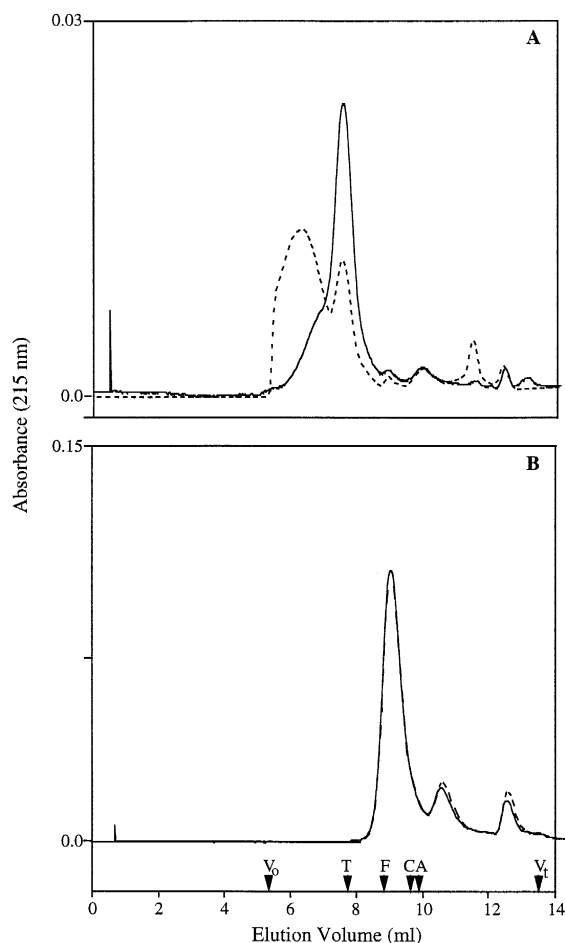 0.03
A
0.0
Absorbance (215 nm)
0.15
B
0.0
Vo T F CA Vt
0 2 4 6 8 10 12 14
Elution Volume (ml)